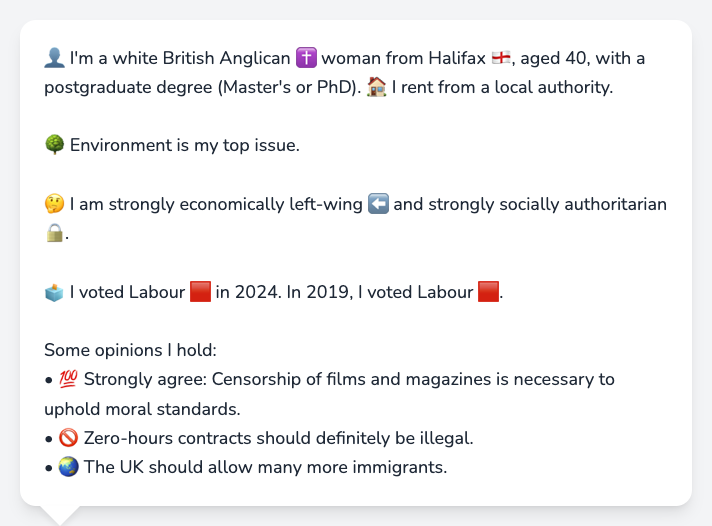 👤 I'm a white British Anglican ✝️ woman from Halifax 🏴󠁧󠁢󠁥󠁮󠁧󠁿, aged 40, with a
postgraduate degree (Master's or PhD). 🏠 I rent from a local authority.
🌳 Environment is my top issue.
🤔 I am strongly economically left-wing ⬅️ and strongly socially authoritarian
🔒.
🗳️ I voted Labour 🟥 in 2024. In 2019, I voted Labour 🟥.
Some opinions I hold:
• 💯 Strongly agree: Censorship of films and magazines is necessary to
uphold moral standards.
• 🚫 Zero-hours contracts should definitely be illegal.
• 🌏 The UK should allow many more immigrants.